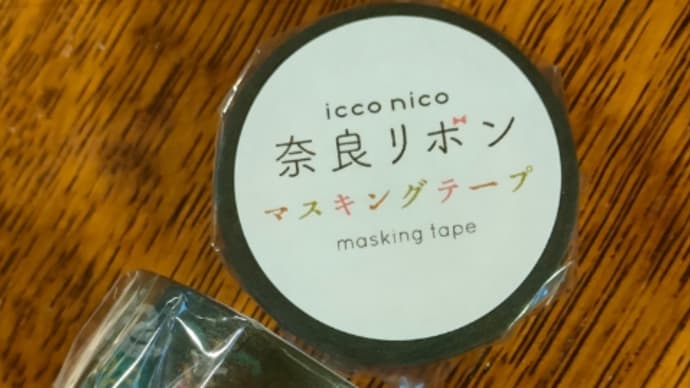 icco nico
奈良リボン
マスキングテープ
masking tape